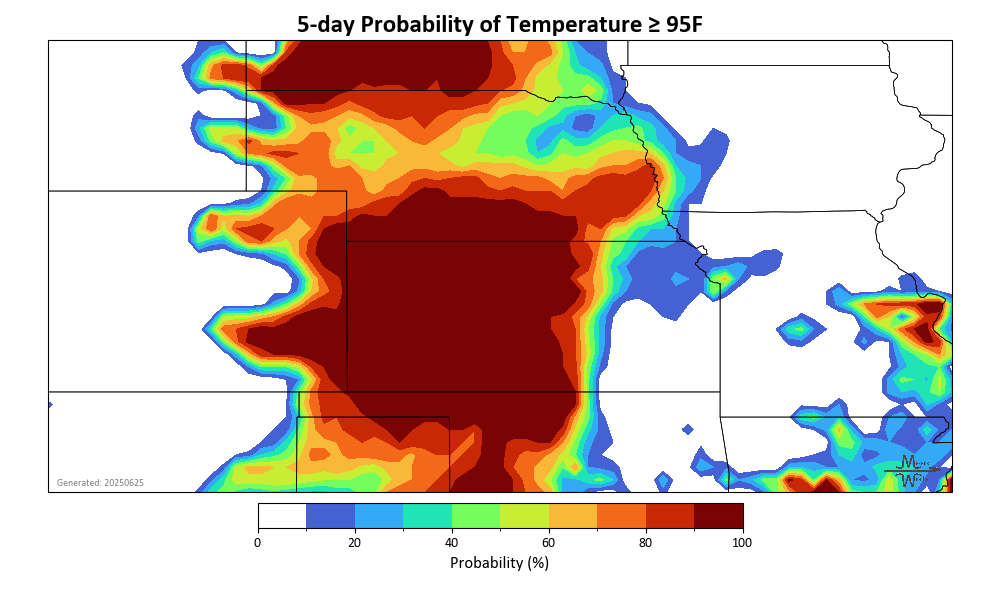 5-day Probability of Temperature ≥ 95F
Generated: 20250625
0 20 40 60 80 100
Probability (%)